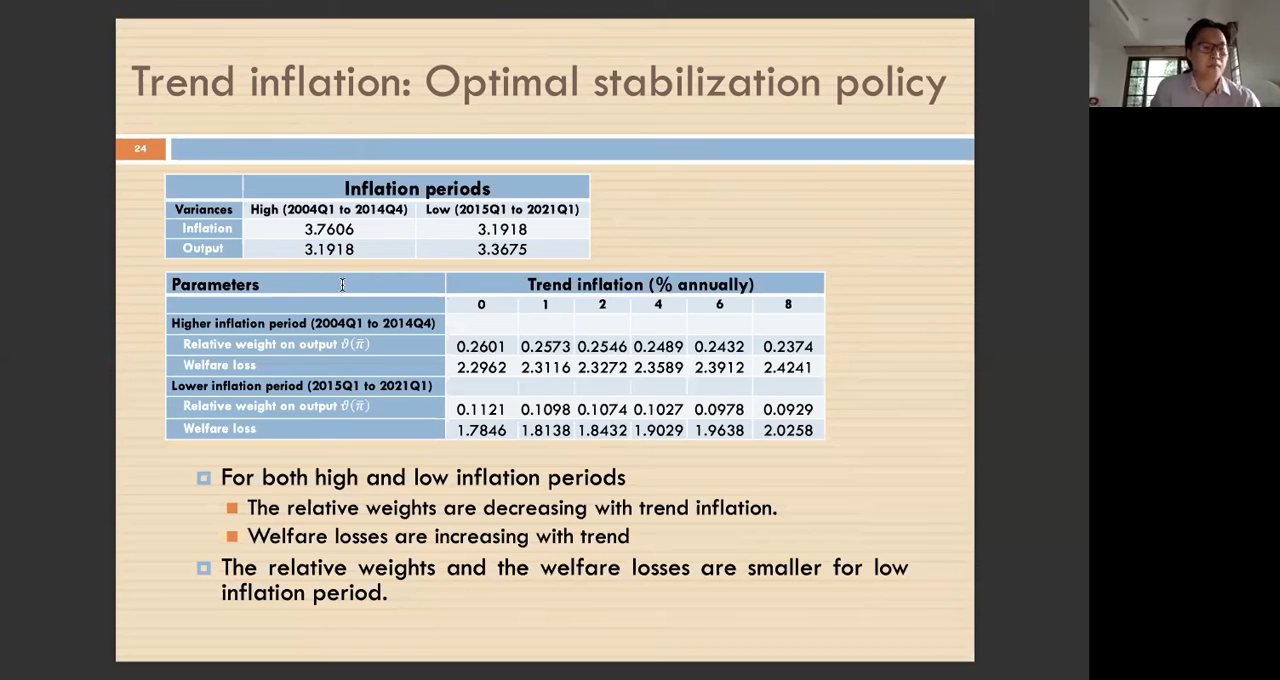 Trend inflation: Optimal stabilization policy
24
Inflation periods
Variances High (2004Q1 to 2014Q4) Low (2015Q1 to 2021Q1)
Inflation 3.7606 3.1918
Output 3.1918 3.3675
Parameters Trend inflation (% annually)
0 1 2 4 6 8
Higher inflation period (2004Q1 to 2014Q4)
Relative weight on output ϑ(π̅) 0.2601 0.2573 0.2546 0.2489 0.2432 0.2374
Welfare loss 2.2962 2.3116 2.3272 2.3589 2.3912 2.4241
Lower inflation period (2015Q1 to 2021Q1)
Relative weight on output ϑ(π̅) 0.1121 0.1098 0.1074 0.1027 0.0978 0.0929
Welfare loss 1.7846 1.8138 1.8432 1.9029 1.9638 2.0258
For both high and low inflation periods
The relative weights are decreasing with trend inflation.
Welfare losses are increasing with trend
The relative weights and the welfare losses are smaller for low
inflation period.